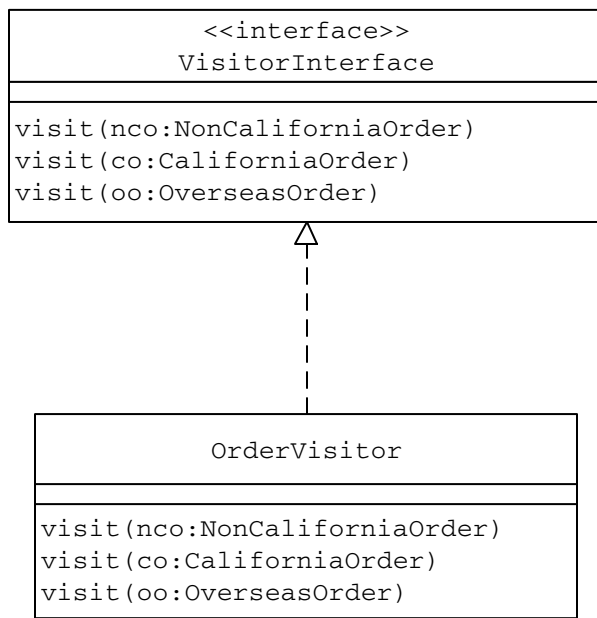 <<interface>>
VisitorInterface
visit(nco:NonCaliforniaOrder)
visit(co:CaliforniaOrder)
visit(oo:OverseasOrder)
OrderVisitor
visit(nco:NonCaliforniaOrder)
visit(co:CaliforniaOrder)
visit(oo:OverseasOrder)